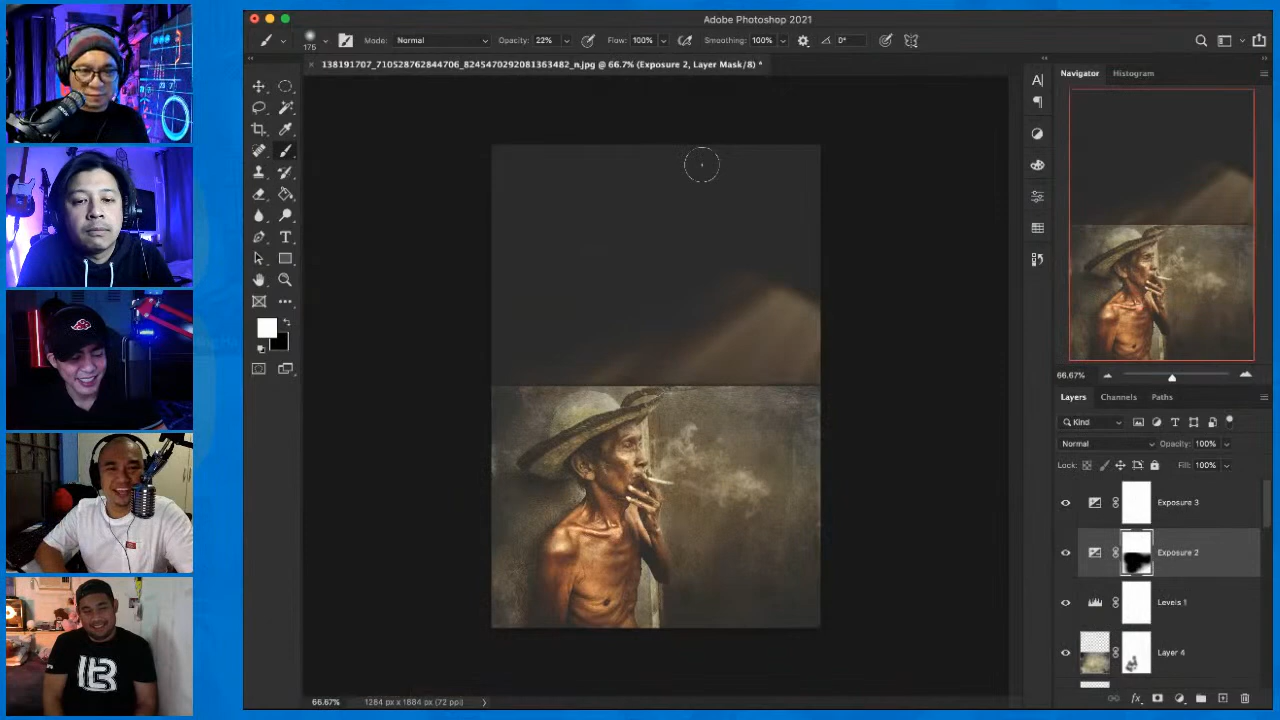 Adobe Photoshop 2021
175
Mode: Normal
Opacity: 22%
Flow: 100%
Smoothing: 100%
0°
138191707_710528762844706_8245470292081363482_n.jpg @ 66.7% (Exposure 2, Layer Mask/8) *
Navigator
Histogram
66.67%
Layers
Channels
Paths
Kind
Normal
Opacity: 100%
Lock:
Fill: 100%
Exposure 3
Exposure 2
Levels 1
Layer 4
66.67%
1284 px x 1884 px (72 ppi)